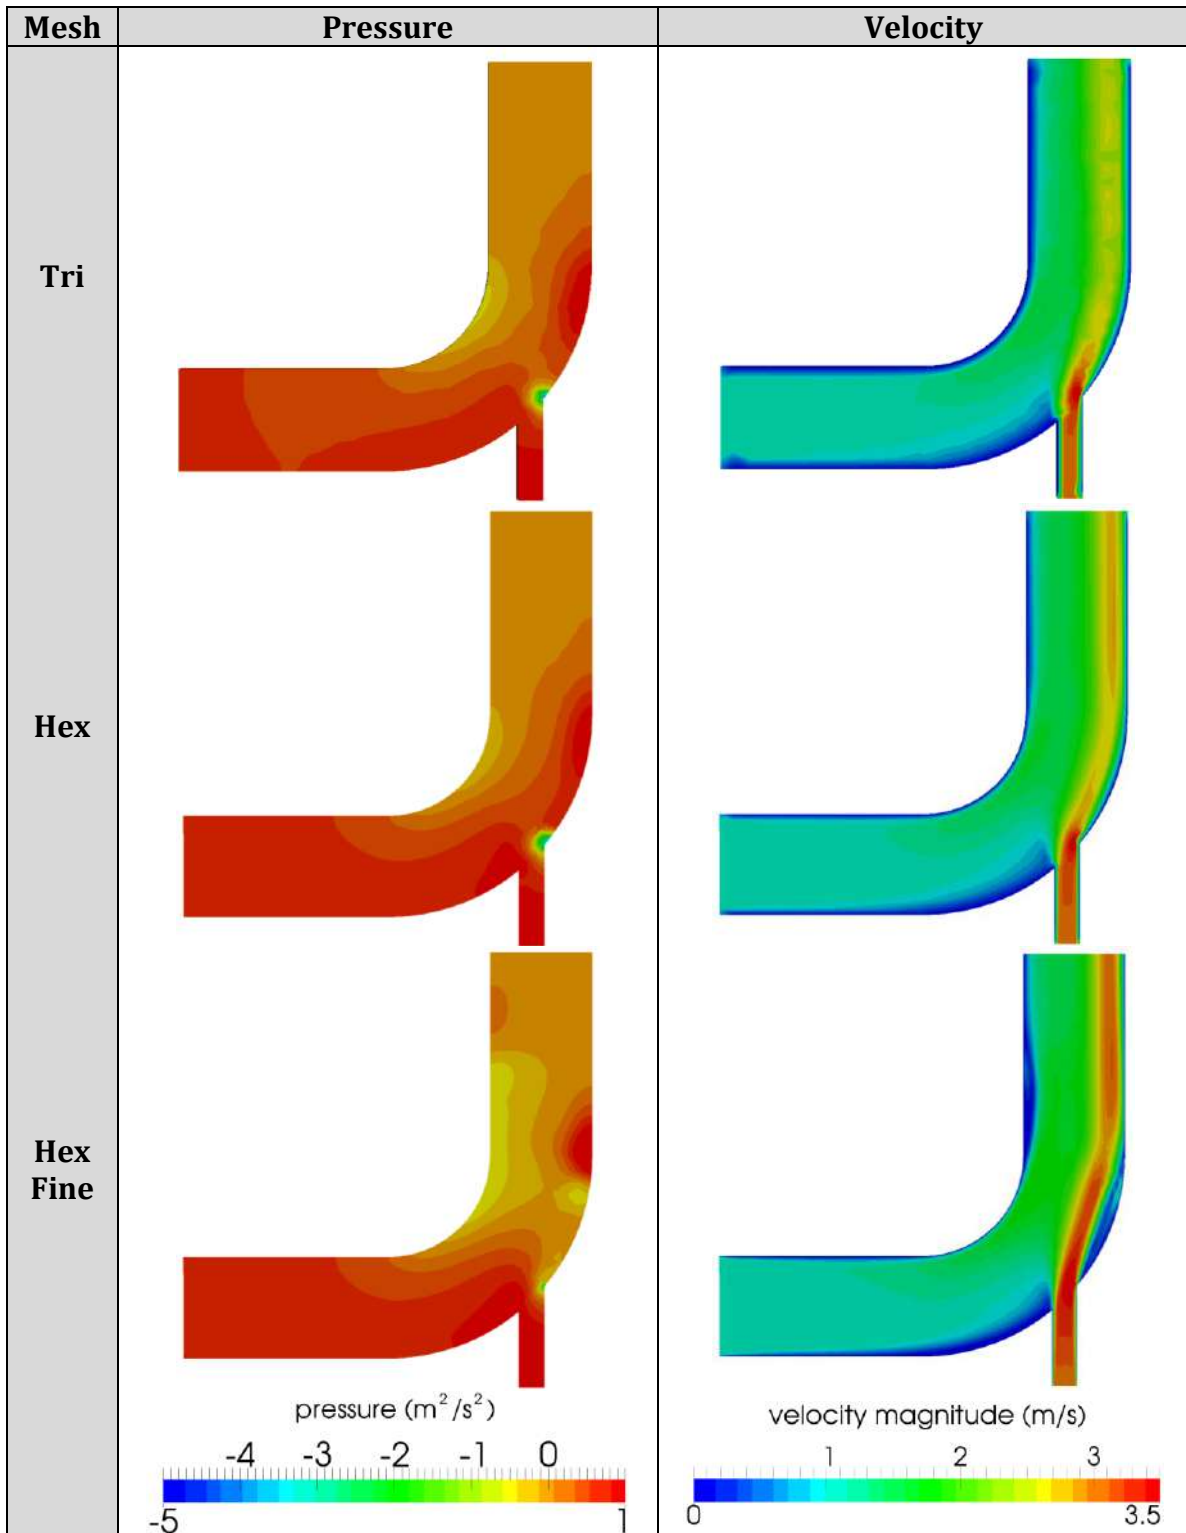 Mesh Pressure Velocity
Tri
Hex
Hex
Fine
pressure (m²/s²)
-4 -3 -2 -1 0
-5 1
velocity magnitude (m/s)
1 2 3
0 3.5